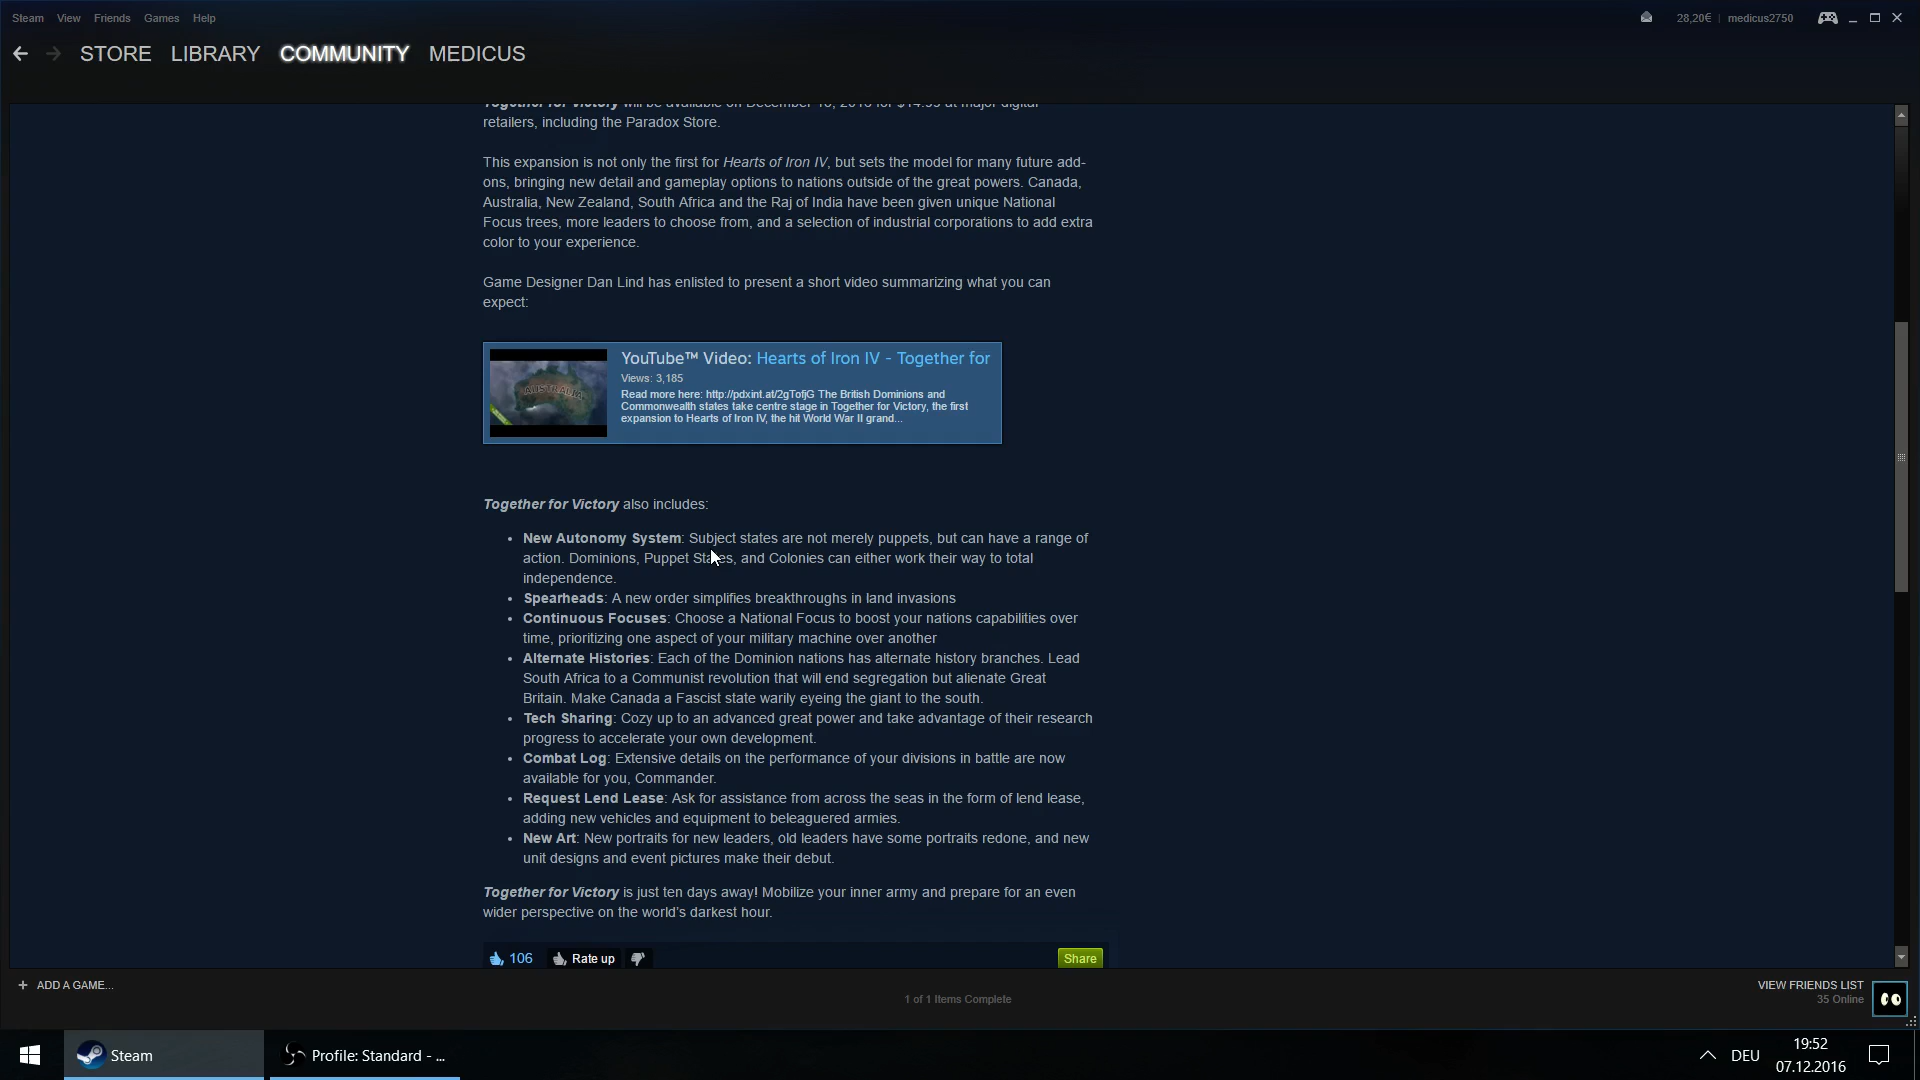 Steam View Friends Games Help
28,20€ | medicus2750
STORE LIBRARY COMMUNITY MEDICUS
Together for Victory will be available on December 15, 2016 for $14.99 at major digital
retailers, including the Paradox Store.
This expansion is not only the first for Hearts of Iron IV, but sets the model for many future add-
ons, bringing new detail and gameplay options to nations outside of the great powers. Canada,
Australia, New Zealand, South Africa and the Raj of India have been given unique National
Focus trees, more leaders to choose from, and a selection of industrial corporations to add extra
color to your experience.
Game Designer Dan Lind has enlisted to present a short video summarizing what you can
expect:
YouTube™ Video: Hearts of Iron IV - Together for
Views: 3,185
Read more here: http://pdxint.at/2gTofjG The British Dominions and
Commonwealth states take centre stage in Together for Victory, the first
expansion to Hearts of Iron IV, the hit World War II grand...
AUSTRALIA
Together for Victory also includes:
• New Autonomy System: Subject states are not merely puppets, but can have a range of
action. Dominions, Puppet States, and Colonies can either work their way to total
independence.
• Spearheads: A new order simplifies breakthroughs in land invasions
• Continuous Focuses: Choose a National Focus to boost your nations capabilities over
time, prioritizing one aspect of your military machine over another
• Alternate Histories: Each of the Dominion nations has alternate history branches. Lead
South Africa to a Communist revolution that will end segregation but alienate Great
Britain. Make Canada a Fascist state warily eyeing the giant to the south.
• Tech Sharing: Cozy up to an advanced great power and take advantage of their research
progress to accelerate your own development.
• Combat Log: Extensive details on the performance of your divisions in battle are now
available for you, Commander.
• Request Lend Lease: Ask for assistance from across the seas in the form of lend lease,
adding new vehicles and equipment to beleaguered armies.
• New Art: New portraits for new leaders, old leaders have some portraits redone, and new
unit designs and event pictures make their debut.
Together for Victory is just ten days away! Mobilize your inner army and prepare for an even
wider perspective on the world's darkest hour.
106 Rate up Share
+ ADD A GAME...
1 of 1 Items Complete
VIEW FRIENDS LIST
35 Online
Steam
Profile: Standard - ...
DEU
19:52
07.12.2016